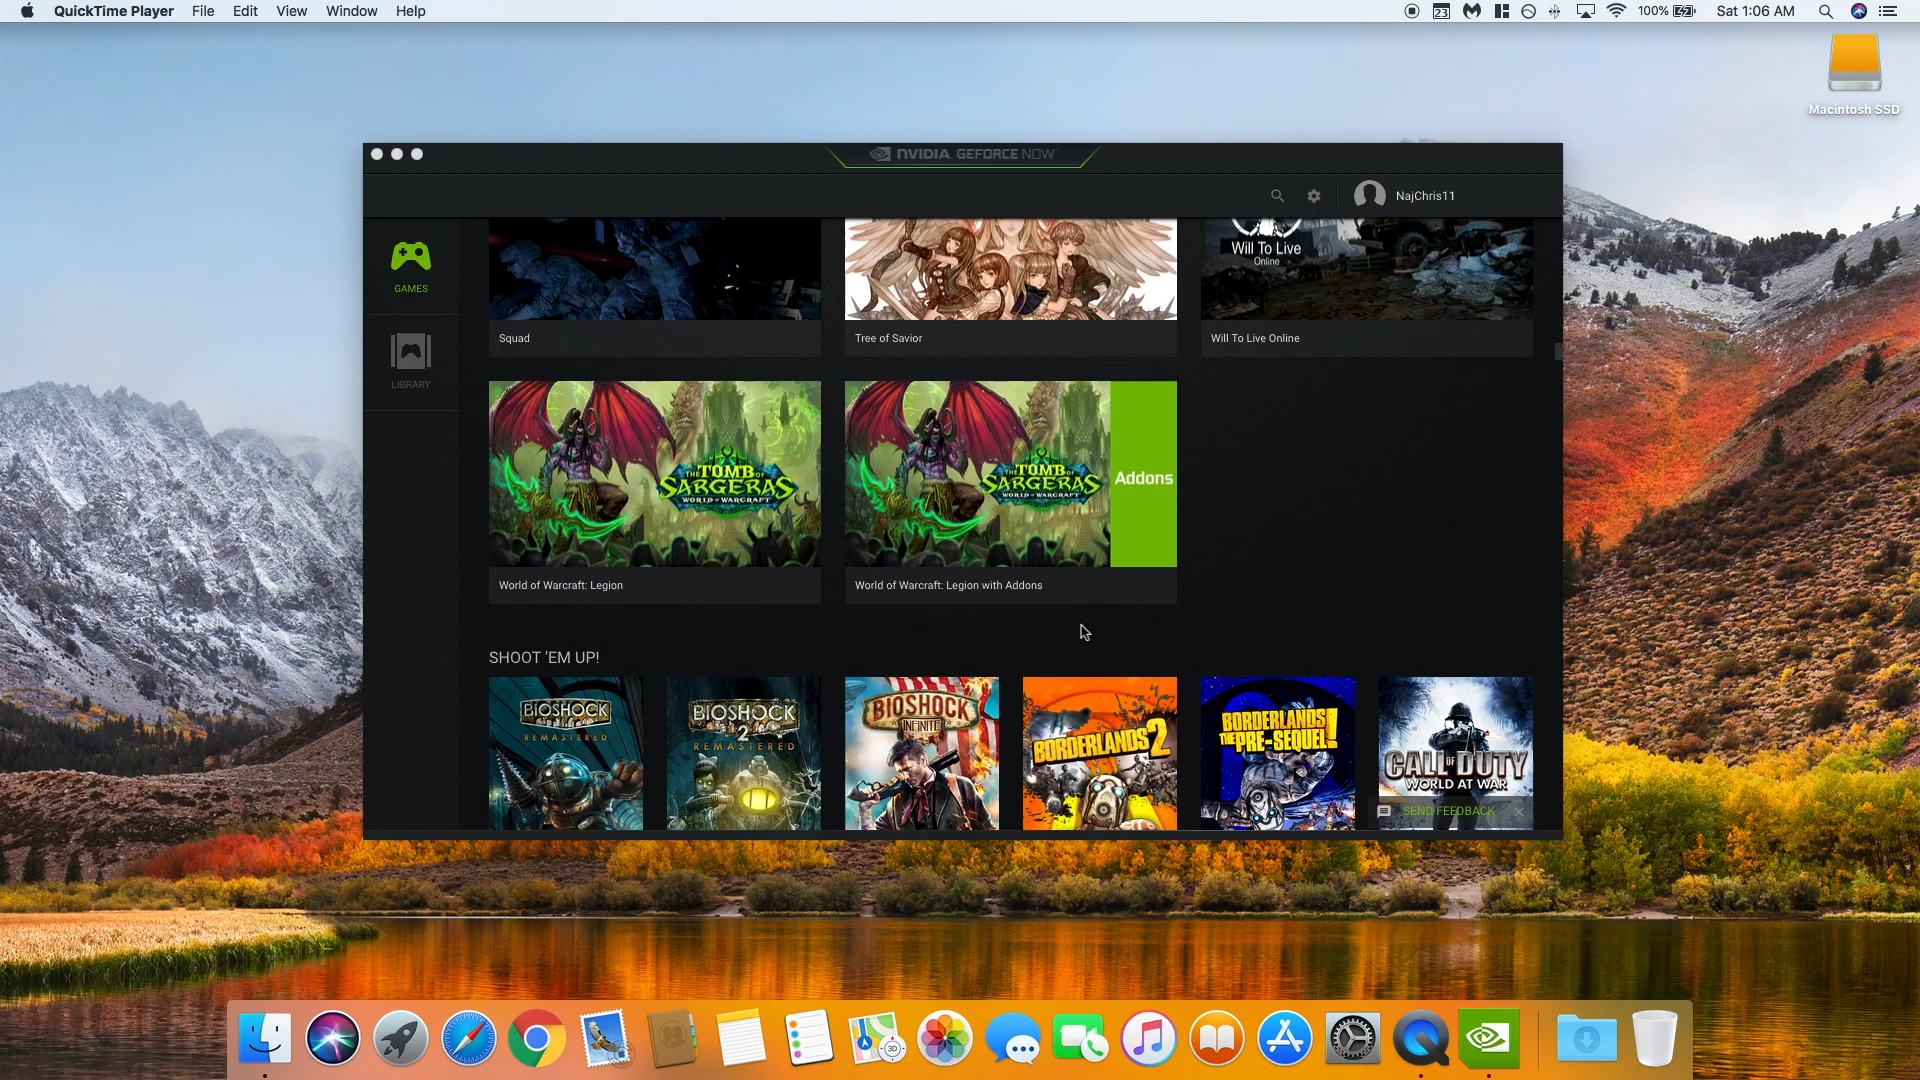 QuickTime Player File Edit View Window Help
23 100% Sat 1:06 AM
Macintosh SSD
NVIDIA GEFORCE NOW
NajChris11
GAMES
LIBRARY
Will To Live
Online
Squad
Tree of Savior
Will To Live Online
THE TOMB OF
SARGERAS
WORLD OF WARCRAFT
THE TOMB OF
SARGERAS
WORLD OF WARCRAFT
Addons
World of Warcraft: Legion
World of Warcraft: Legion with Addons
SHOOT 'EM UP!
BIOSHOCK
REMASTERED
BIOSHOCK
2
REMASTERED
BIOSHOCK
INFINITE
BORDERLANDS 2
BORDERLANDS
THE PRE-SEQUEL!
CALL OF DUTY
WORLD AT WAR
SEND FEEDBACK
3D